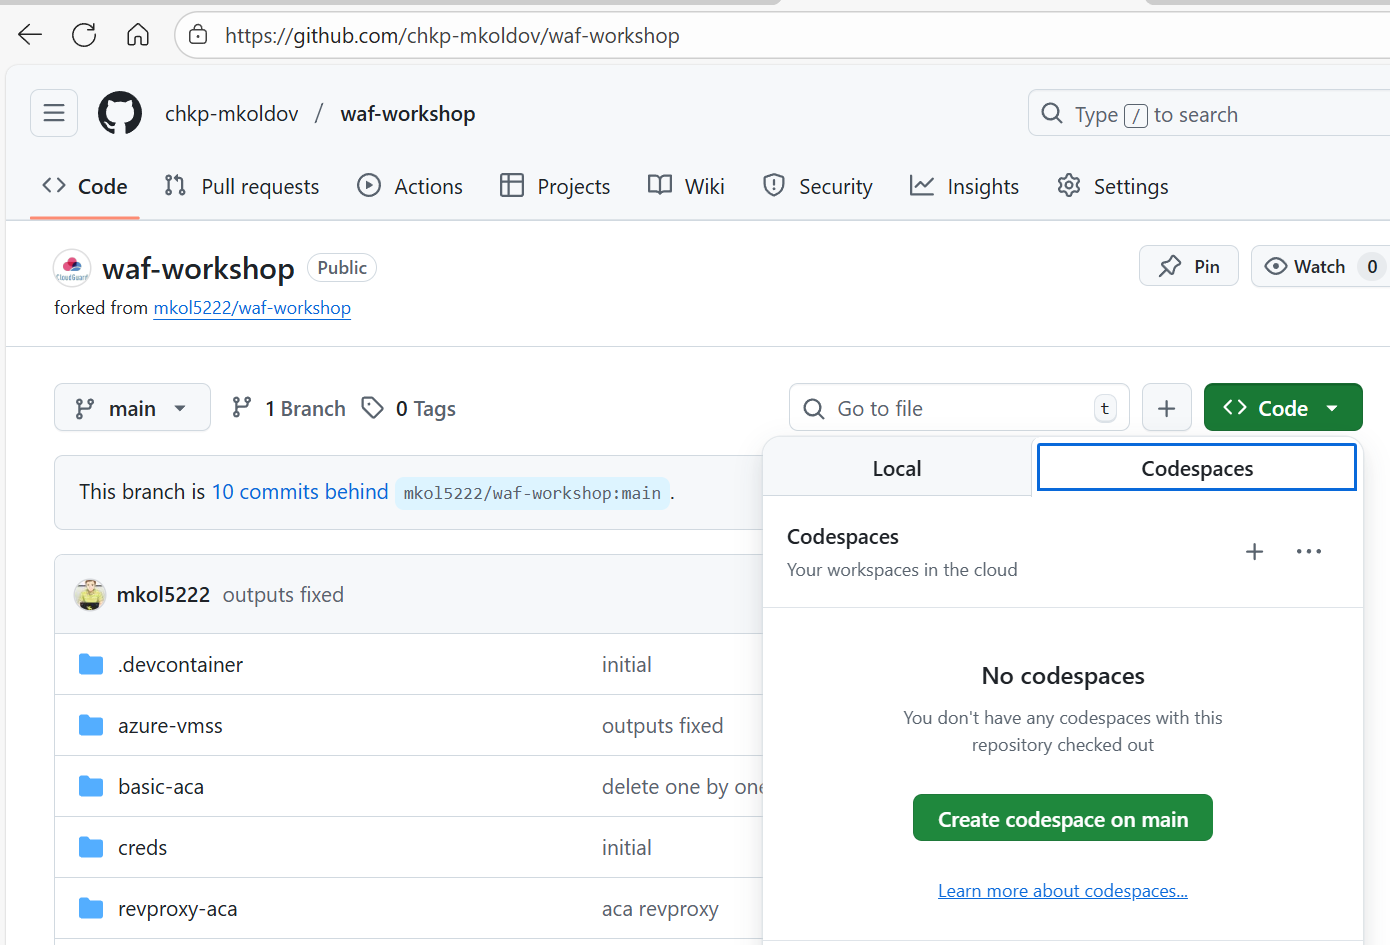 https://github.com/chkp-mkoldov/waf-workshop
chkp-mkoldov / waf-workshop
Type / to search
Code Pull requests Actions Projects Wiki Security Insights Settings
CloudGuard
waf-workshop Public
Pin Watch 0
forked from mkol5222/waf-workshop
main 1 Branch 0 Tags
Go to file t
Code
This branch is 10 commits behind mkol5222/waf-workshop:main .
Local Codespaces
Codespaces
Your workspaces in the cloud
mkol5222 outputs fixed
.devcontainer initial
azure-vmss outputs fixed
basic-aca delete one by one
creds initial
revproxy-aca aca revproxy
No codespaces
You don't have any codespaces with this
repository checked out
Create codespace on main
Learn more about codespaces...